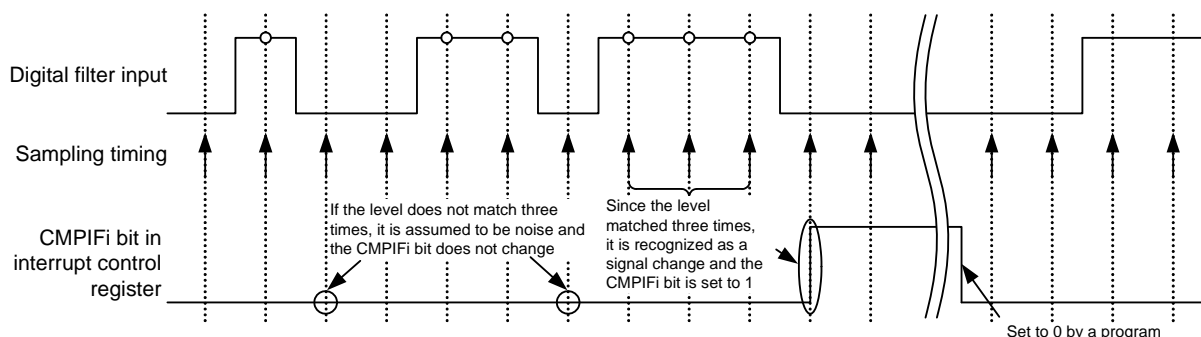 Digital filter input
Sampling timing
If the level does not match three
times, it is assumed to be noise and
the CMPIFi bit does not change
Since the level
matched three times,
it is recognized as a
signal change and the
CMPIFi bit is set to 1
CMPIFi bit in
interrupt control
register
Set to 0 by a program